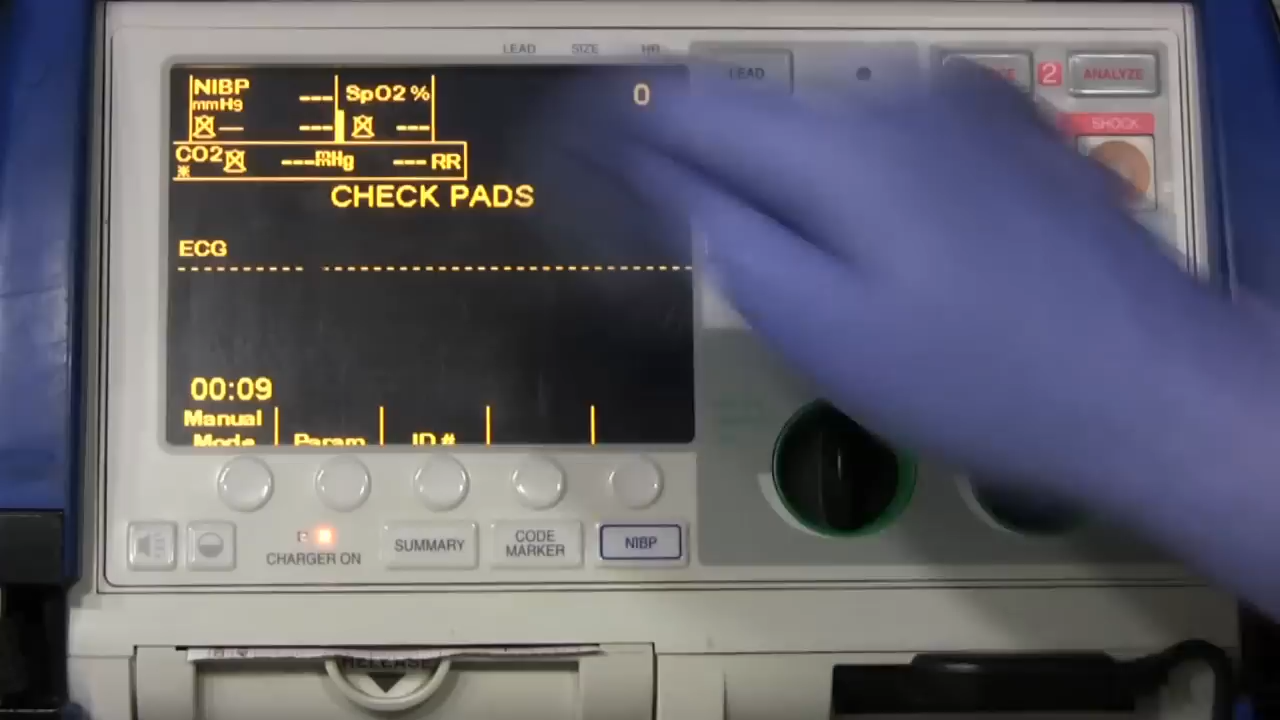 LEAD SIZE HR
NIBP
mmHg
---
---
SpO2 %
---
0
CO2
*
---mmHg
--- RR
CHECK PADS
ECG
00:09
Manual
Mode
Param
ID #
LEAD
2
ANALYZE
SHOCK
CHARGER ON
SUMMARY
CODE
MARKER
NIBP
RELEASE